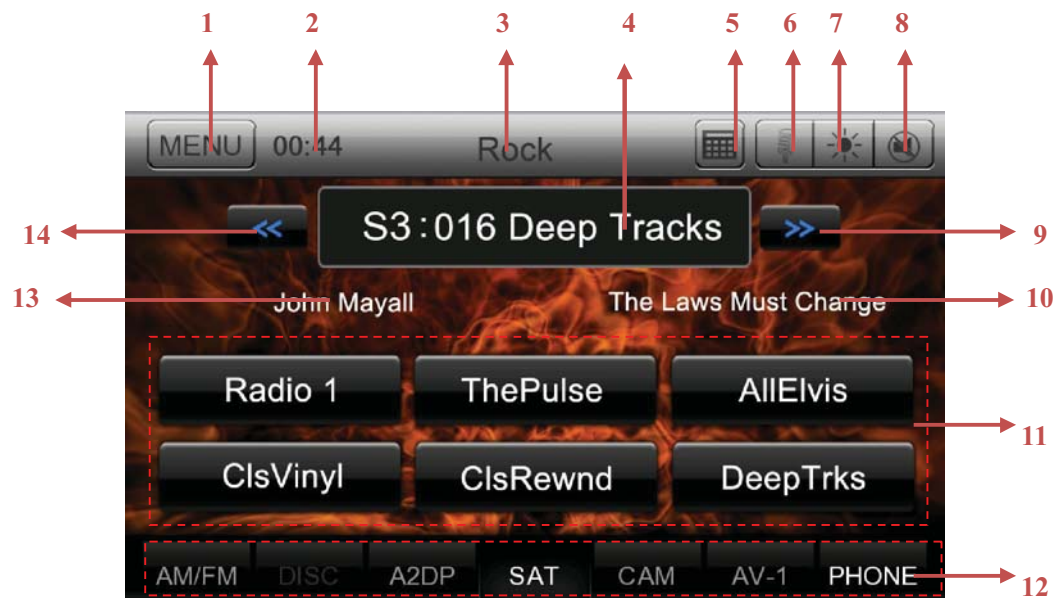 1 2 3 4 5 6 7 8
MENU 00:44 Rock
14 << S3:016 Deep Tracks >> 9
13 John Mayall The Laws Must Change 10
Radio 1 ThePulse AllElvis
11
ClsVinyl ClsRewnd DeepTrks
AM/FM DISC A2DP SAT CAM AV-1 PHONE
12